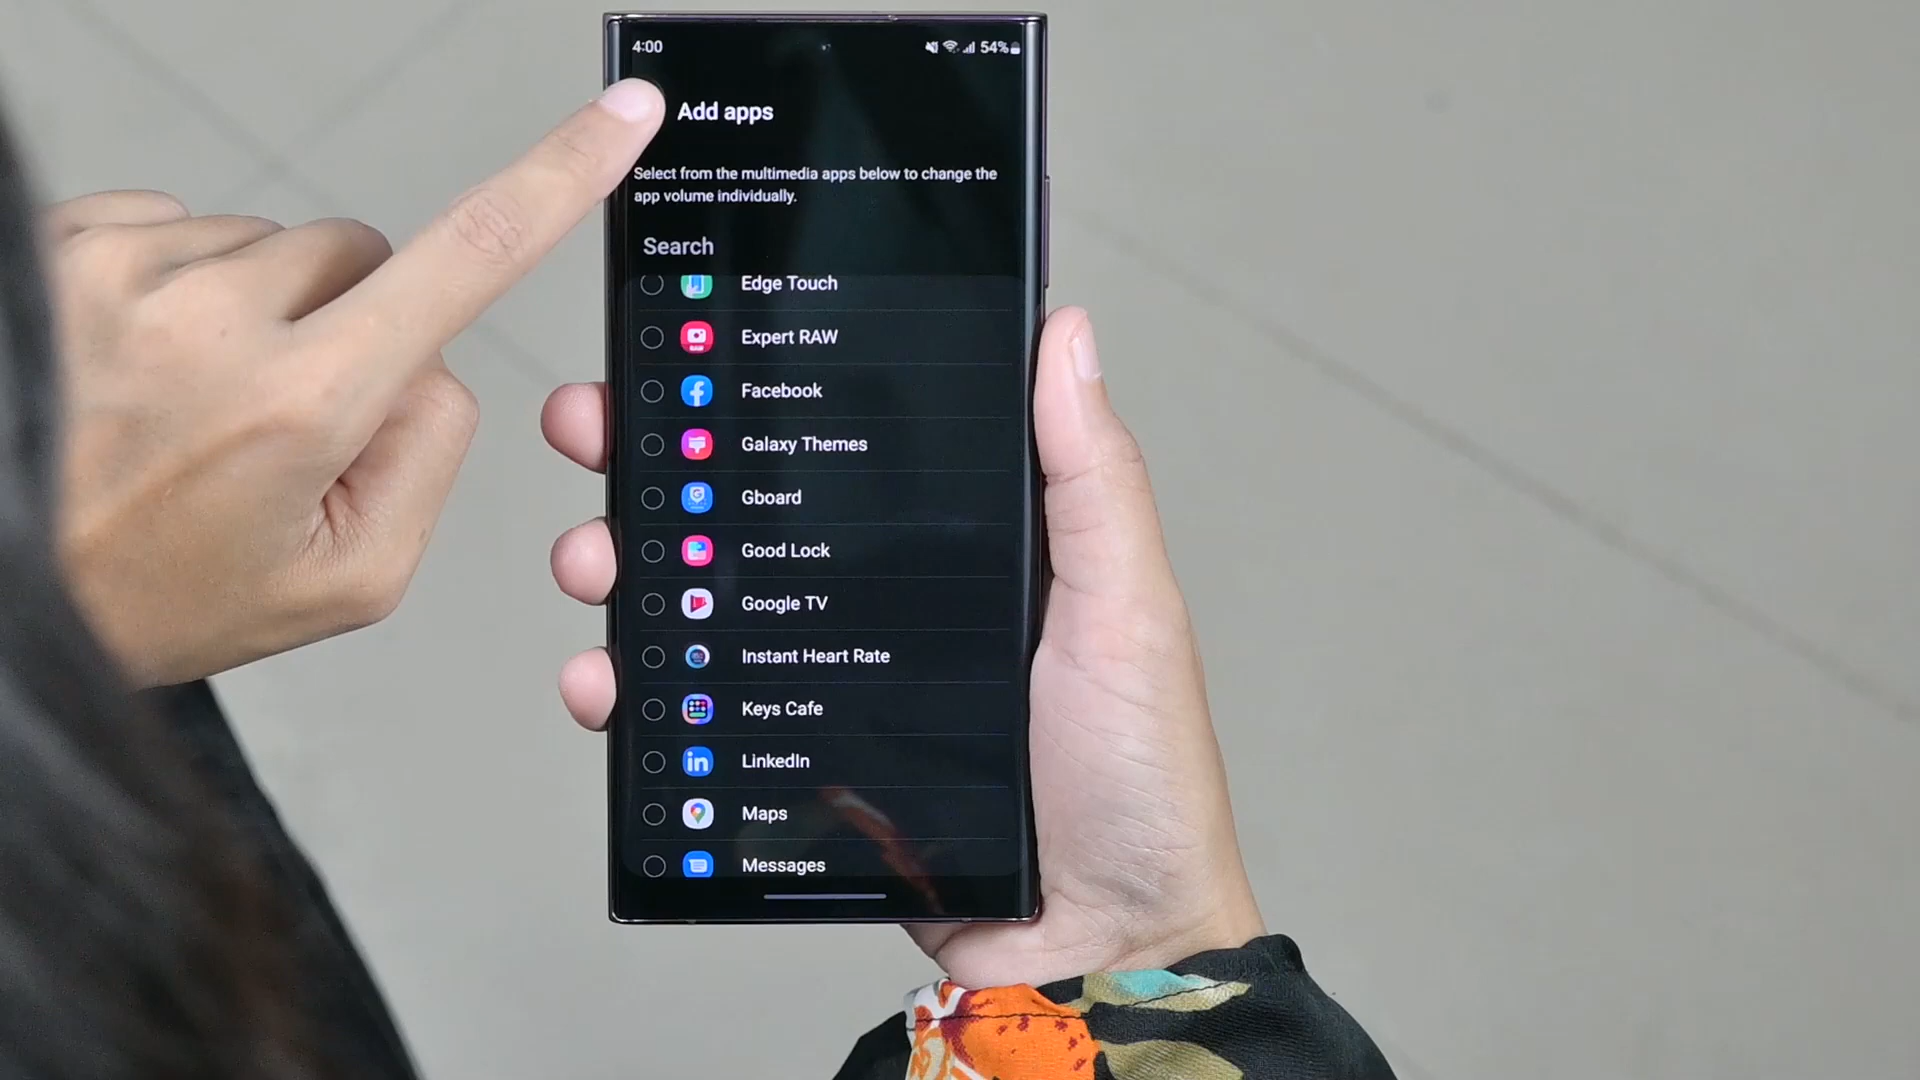 4:00 54%
Add apps
Select from the multimedia apps below to change the
app volume individually.
Search
Edge Touch
Expert RAW
Facebook
Galaxy Themes
Gboard
Good Lock
Google TV
Instant Heart Rate
Keys Cafe
LinkedIn
Maps
Messages